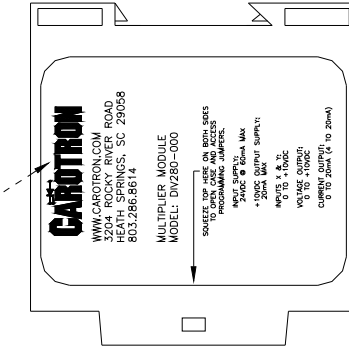 CAROTRON
WWW.CAROTRON.COM
3204 ROCKY RIVER ROAD
HEATH SPRINGS, SC 29058
803.286.8614
MULTIPLIER MODULE
MODEL: DIV280-000
SQUEEZE TOP HERE ON BOTH SIDES
TO OPEN CASE AND ACCESS
PROGRAMMING JUMPERS.
INPUT SUPPLY:
24VDC @ 60mA MAX
+10VDC OUTPUT SUPPLY:
20mA MAX
INPUTS X & Y:
0 TO +10VDC
VOLTAGE OUTPUT:
0 TO +10VDC
CURRENT OUTPUT:
0 TO 20mA (4 TO 20mA)